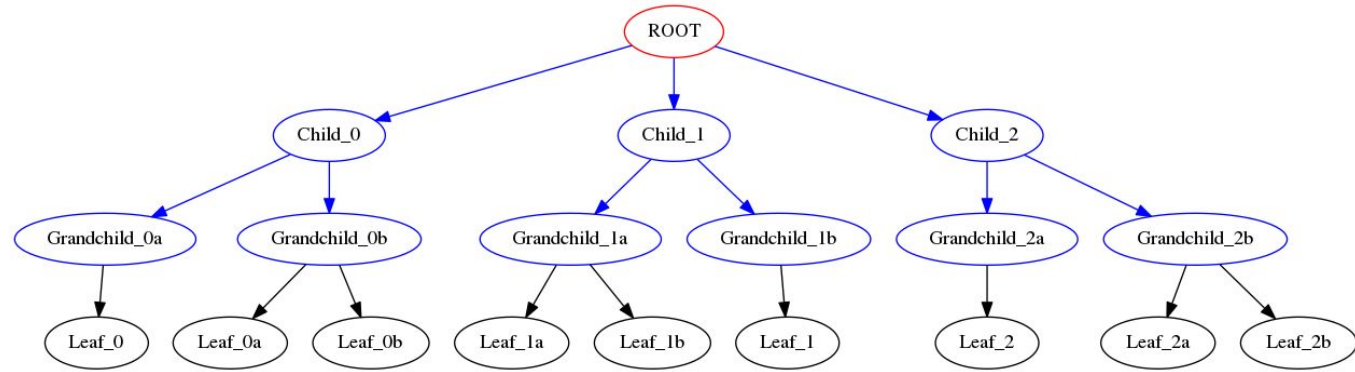 ROOT
Child_0
Child_1
Child_2
Grandchild_0a
Grandchild_0b
Grandchild_1a
Grandchild_1b
Grandchild_2a
Grandchild_2b
Leaf_0
Leaf_0a
Leaf_0b
Leaf_1a
Leaf_1b
Leaf_1
Leaf_2
Leaf_2a
Leaf_2b